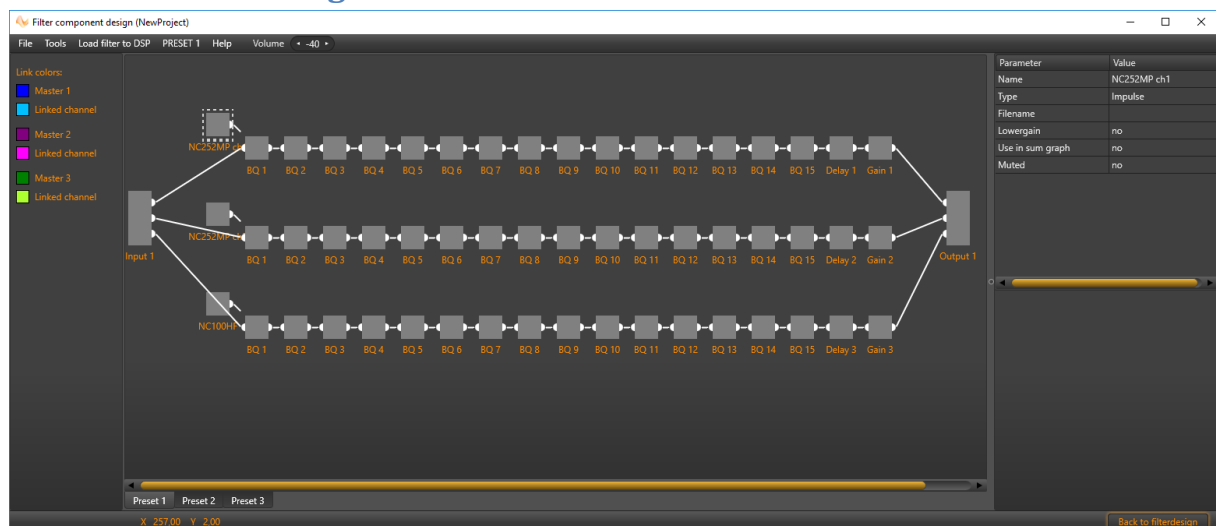 Filter component design (NewProject)
File Tools Load filter to DSP PRESET 1 Help Volume -40
Link colors:
Master 1
Linked channel
Master 2
Linked channel
Master 3
Linked channel
NC252MP ch
BQ 1 BQ 2 BQ 3 BQ 4 BQ 5 BQ 6 BQ 7 BQ 8 BQ 9 BQ 10 BQ 11 BQ 12 BQ 13 BQ 14 BQ 15 Delay 1 Gain 1
NC252MP ch
Input 1
BQ 1 BQ 2 BQ 3 BQ 4 BQ 5 BQ 6 BQ 7 BQ 8 BQ 9 BQ 10 BQ 11 BQ 12 BQ 13 BQ 14 BQ 15 Delay 2 Gain 2
Output 1
NC100HF
BQ 1 BQ 2 BQ 3 BQ 4 BQ 5 BQ 6 BQ 7 BQ 8 BQ 9 BQ 10 BQ 11 BQ 12 BQ 13 BQ 14 BQ 15 Delay 3 Gain 3
Parameter Value
Name NC252MP ch1
Type Impulse
Filename
Lowergain no
Use in sum graph no
Muted no
Preset 1 Preset 2 Preset 3
X 257.00 Y 2.00
Back to filterdesign